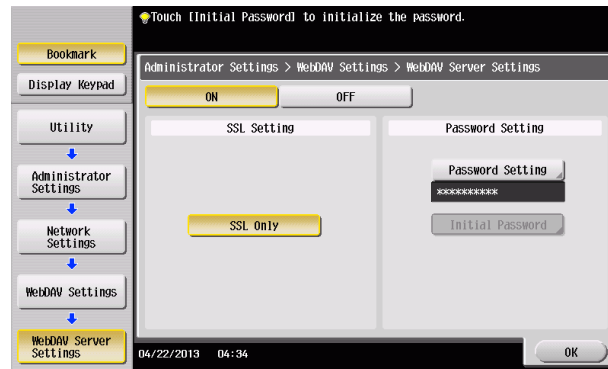 Touch [Initial Password] to initialize the password.
Bookmark
Display Keypad
Utility
Administrator
Settings
Network
Settings
WebDAV Settings
WebDAV Server
Settings
Administrator Settings > WebDAV Settings > WebDAV Server Settings
ON
OFF
SSL Setting
SSL Only
Password Setting
Password Setting
**********
Initial Password
04/22/2013 04:34
OK